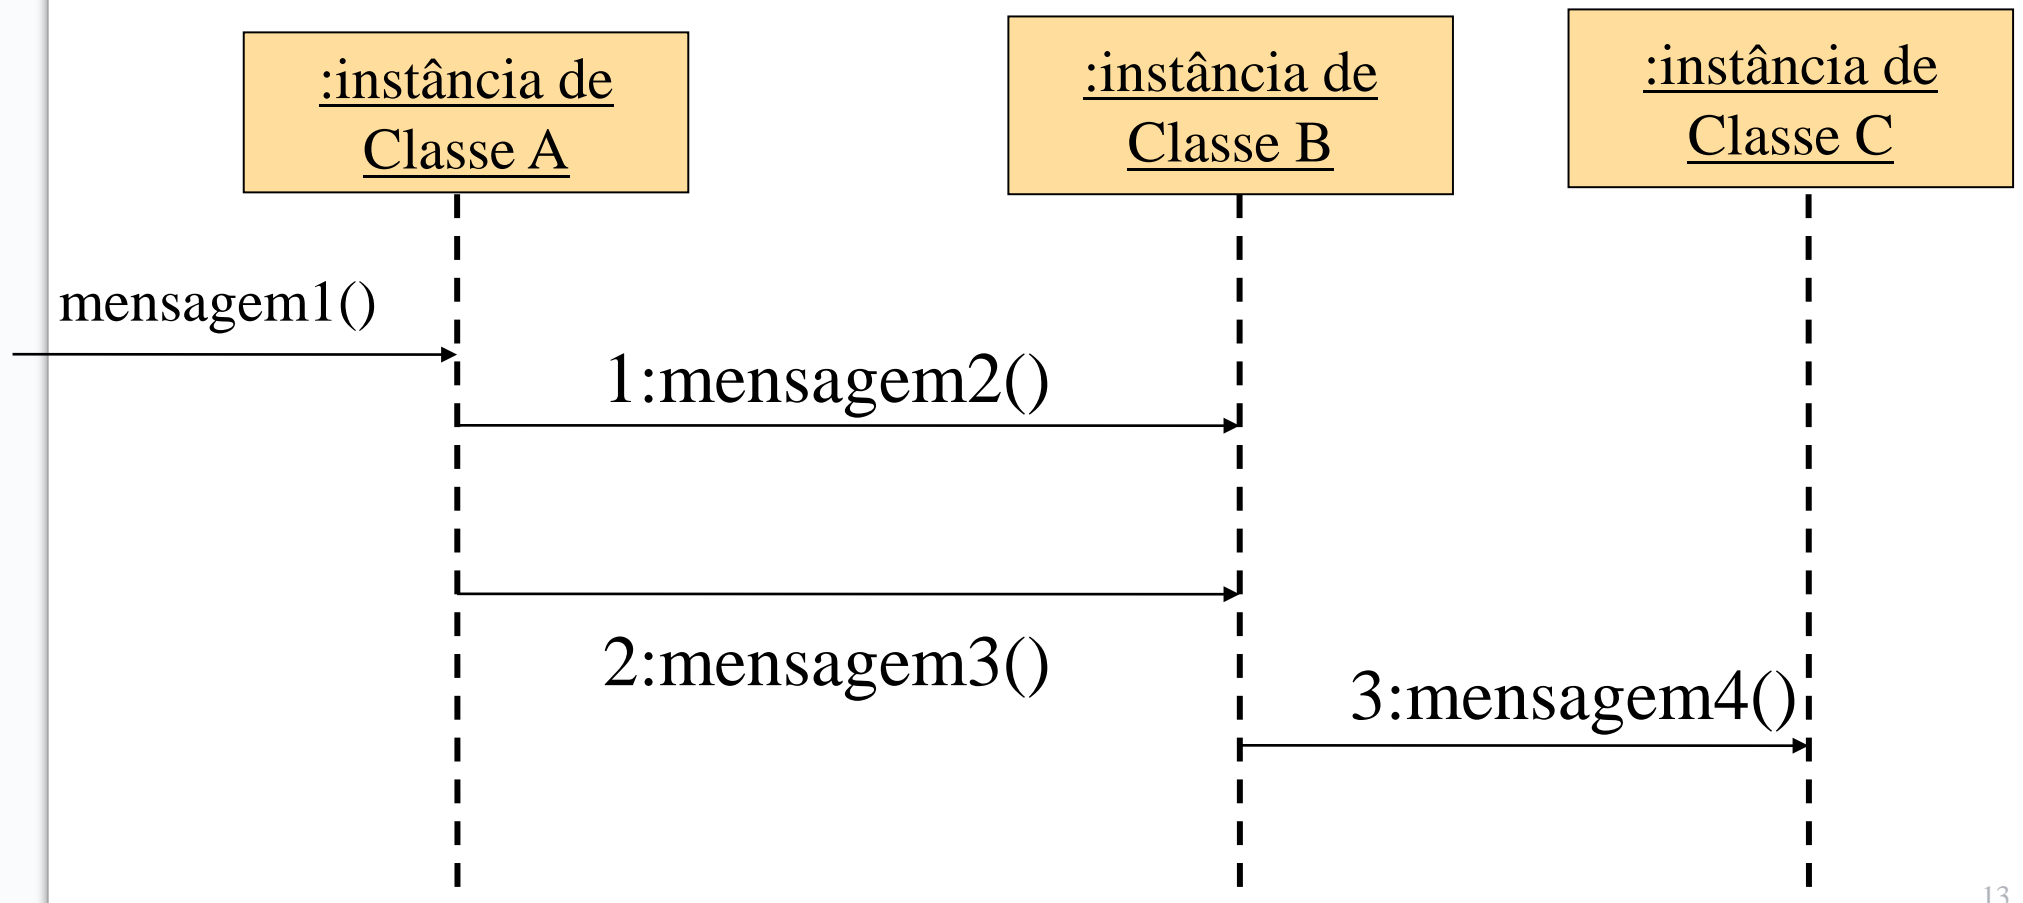 :instância de
Classe A
:instância de
Classe B
:instância de
Classe C
mensagem1()
1:mensagem2()
2:mensagem3()
3:mensagem4()
13